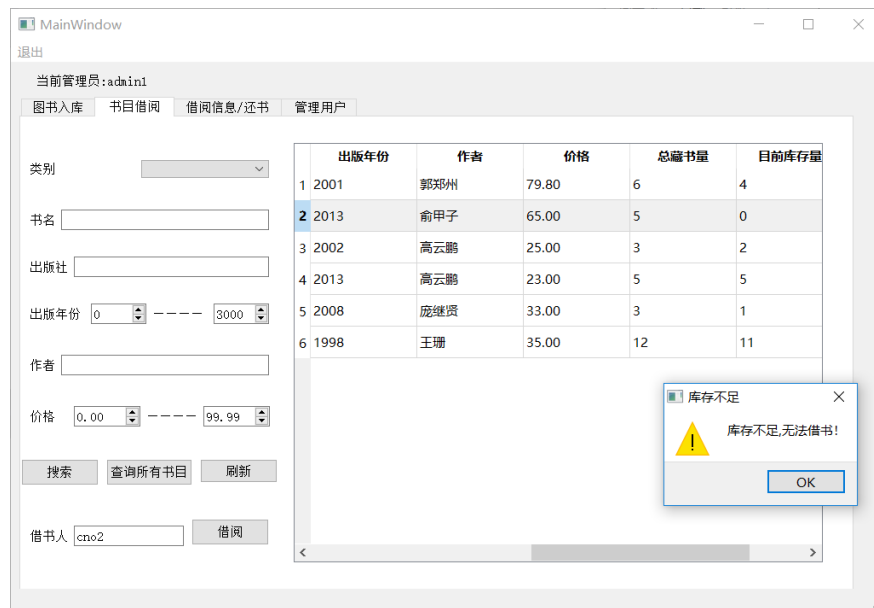 MainWindow
退出
当前管理员:admin1
图书入库 书目借阅 借阅信息/还书 管理用户
类别
书名
出版社
出版年份 0 ---- 3000
作者
价格 0.00 ---- 99.99
搜索 查询所有书目 刷新
借书人 cno2 借阅
出版年份 作者 价格 总藏书量 目前库存量
1 2001 郭郑州 79.80 6 4
2 2013 俞甲子 65.00 5 0
3 2002 高云鹏 25.00 3 2
4 2013 高云鹏 23.00 5 5
5 2008 庞继贤 33.00 3 1
6 1998 王珊 35.00 12 11
库存不足
库存不足,无法借书!
OK